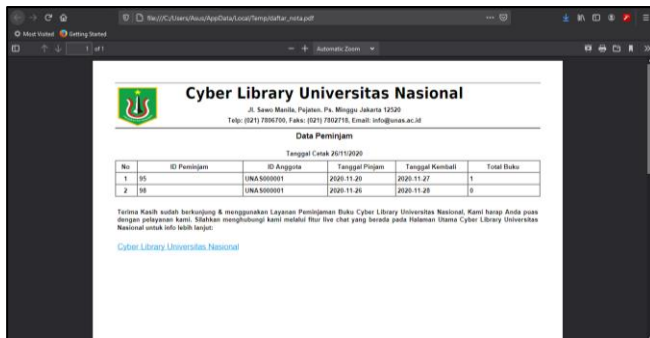 file:///C:/Users/Asus/AppData/Local/Temp/daftar_nota.pdf
Most Visited Getting Started
1 of 1 Automatic Zoom
Cyber Library Universitas Nasional
Jl. Sawo Manila, Pejaten. Ps. Minggu Jakarta 12520
Telp: (021) 7806700, Faks: (021) 7802718, Email: info@unas.ac.id
Data Peminjam
Tanggal Cetak 26/11/2020
No ID Peminjam ID Anggota Tanggal Pinjam Tanggal Kembali Total Buku
1 95 UNAS000001 2020-11-20 2020-11-27 1
2 98 UNAS000001 2020-11-26 2020-11-28 0
Terima Kasih sudah berkunjung & menggunakan Layanan Peminjaman Buku Cyber Library Universitas Nasional, Kami harap Anda puas
dengan pelayanan kami. Silahkan menghubungi kami melalui fitur live chat yang berada pada Halaman Utama Cyber Library Universitas
Nasional untuk info lebih lanjut:
Cyber Library Universitas Nasional